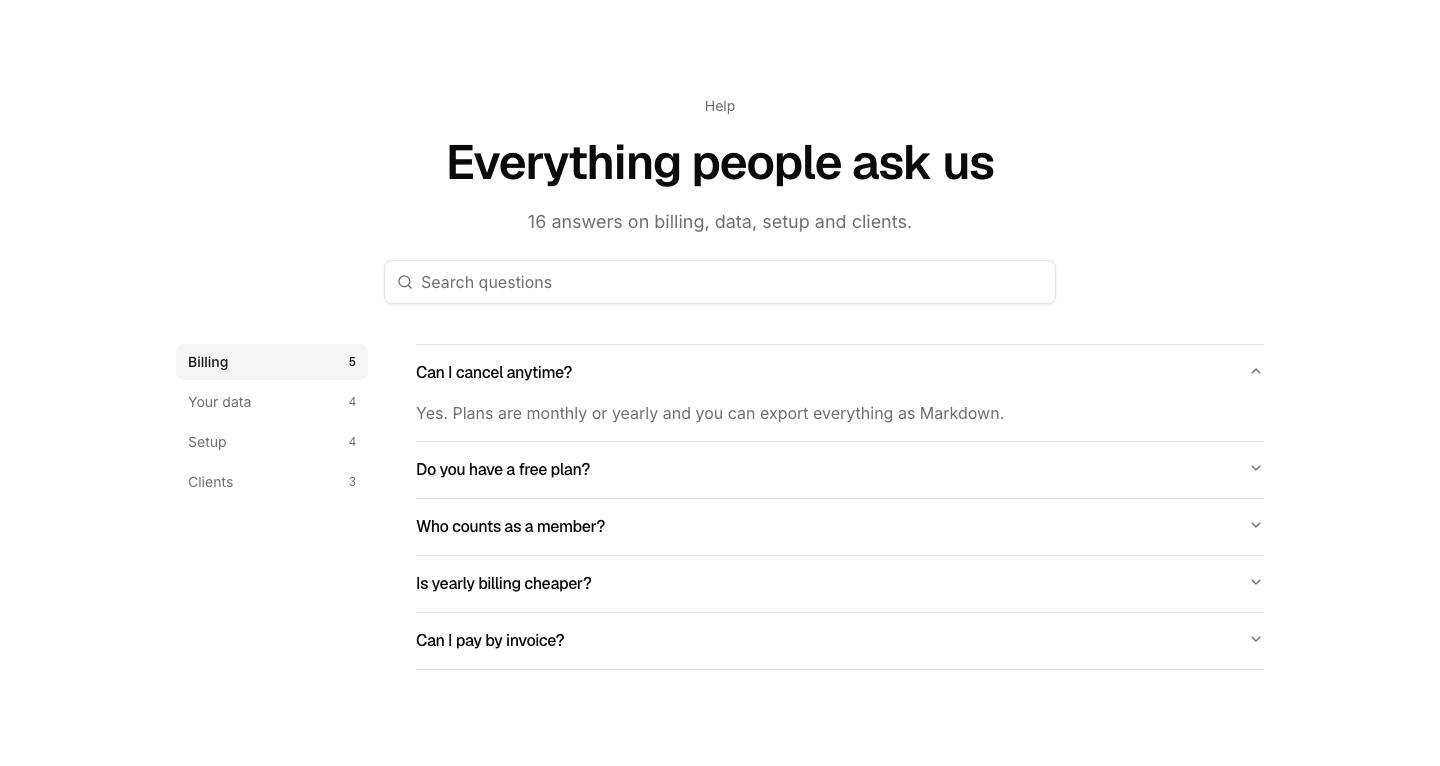 Help
Everything people ask us
16 answers on billing, data, setup and clients.
Search questions
Billing 5
Your data 4
Setup 4
Clients 3
Can I cancel anytime?
Yes. Plans are monthly or yearly and you can export everything as Markdown.
Do you have a free plan?
Who counts as a member?
Is yearly billing cheaper?
Can I pay by invoice?